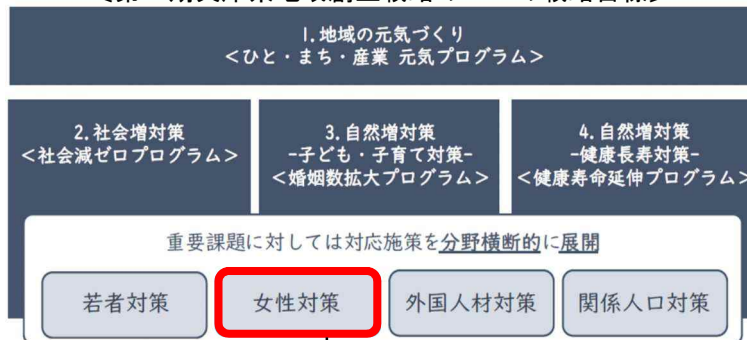 1.地域の元気づくり
<ひと・まち・産業 元気プログラム>
2.社会増対策
<社会減ゼロプログラム>
3.自然増対策
-子ども・子育て対策-
<婚姻数拡大プログラム>
4.自然増対策
-健康長寿対策-
<健康寿命延伸プログラム>
重要課題に対しては対応施策を分野横断的に展開
若者対策
女性対策
外国人材対策
関係人口対策